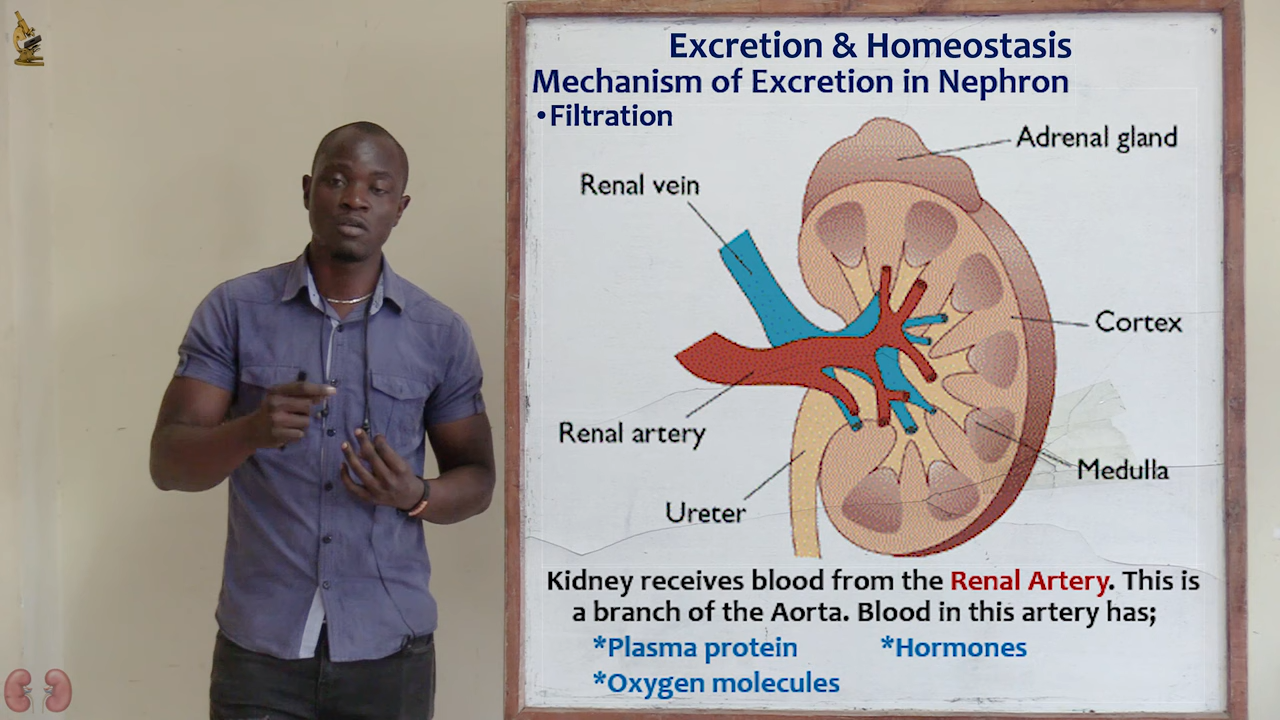 Excretion & Homeostasis
Mechanism of Excretion in Nephron
•Filtration
Adrenal gland
Renal vein
Cortex
Renal artery
Medulla
Ureter
Kidney receives blood from the Renal Artery. This is
a branch of the Aorta. Blood in this artery has;
*Plasma protein *Hormones
*Oxygen molecules